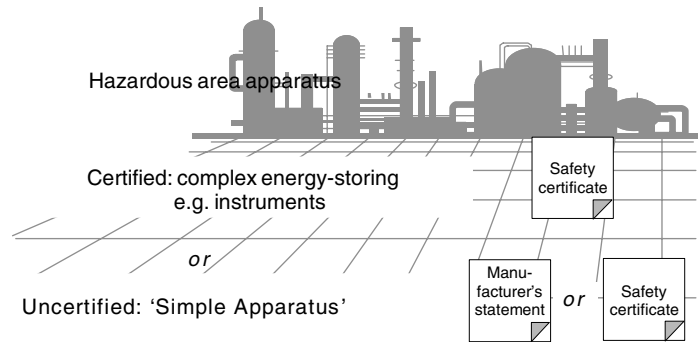 Hazardous area apparatus
Certified: complex energy-storing
e.g. instruments
Safety
certificate
or
Uncertified: ‘Simple Apparatus’
Manu-
facturer's
statement
or
Safety
certificate